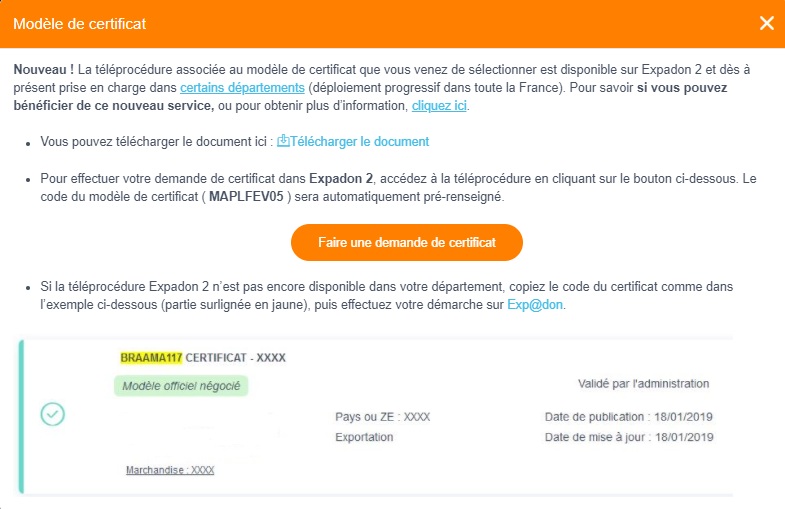 Modèle de certificat
Nouveau ! La téléprocédure associée au modèle de certificat que vous venez de sélectionner est disponible sur Expadon 2 et dès à
présent prise en charge dans certains départements (déploiement progressif dans toute la France). Pour savoir si vous pouvez
bénéficier de ce nouveau service, ou pour obtenir plus d'information, cliquez ici.
• Vous pouvez télécharger le document ici : Télécharger le document
• Pour effectuer votre demande de certificat dans Expadon 2, accédez à la téléprocédure en cliquant sur le bouton ci-dessous. Le
code du modèle de certificat ( MAPLFEV05 ) sera automatiquement pré-renseigné.
Faire une demande de certificat
• Si la téléprocédure Expadon 2 n'est pas encore disponible dans votre département, copiez le code du certificat comme dans
l'exemple ci-dessous (partie surlignée en jaune), puis effectuez votre démarche sur Exp@don.
BRAAMA117 CERTIFICAT - XXXX
Modèle officiel négocié
Validé par l'administration
Pays ou ZE : XXXX
Date de publication : 18/01/2019
Exportation
Date de mise à jour : 18/01/2019
Marchandise : XXXX